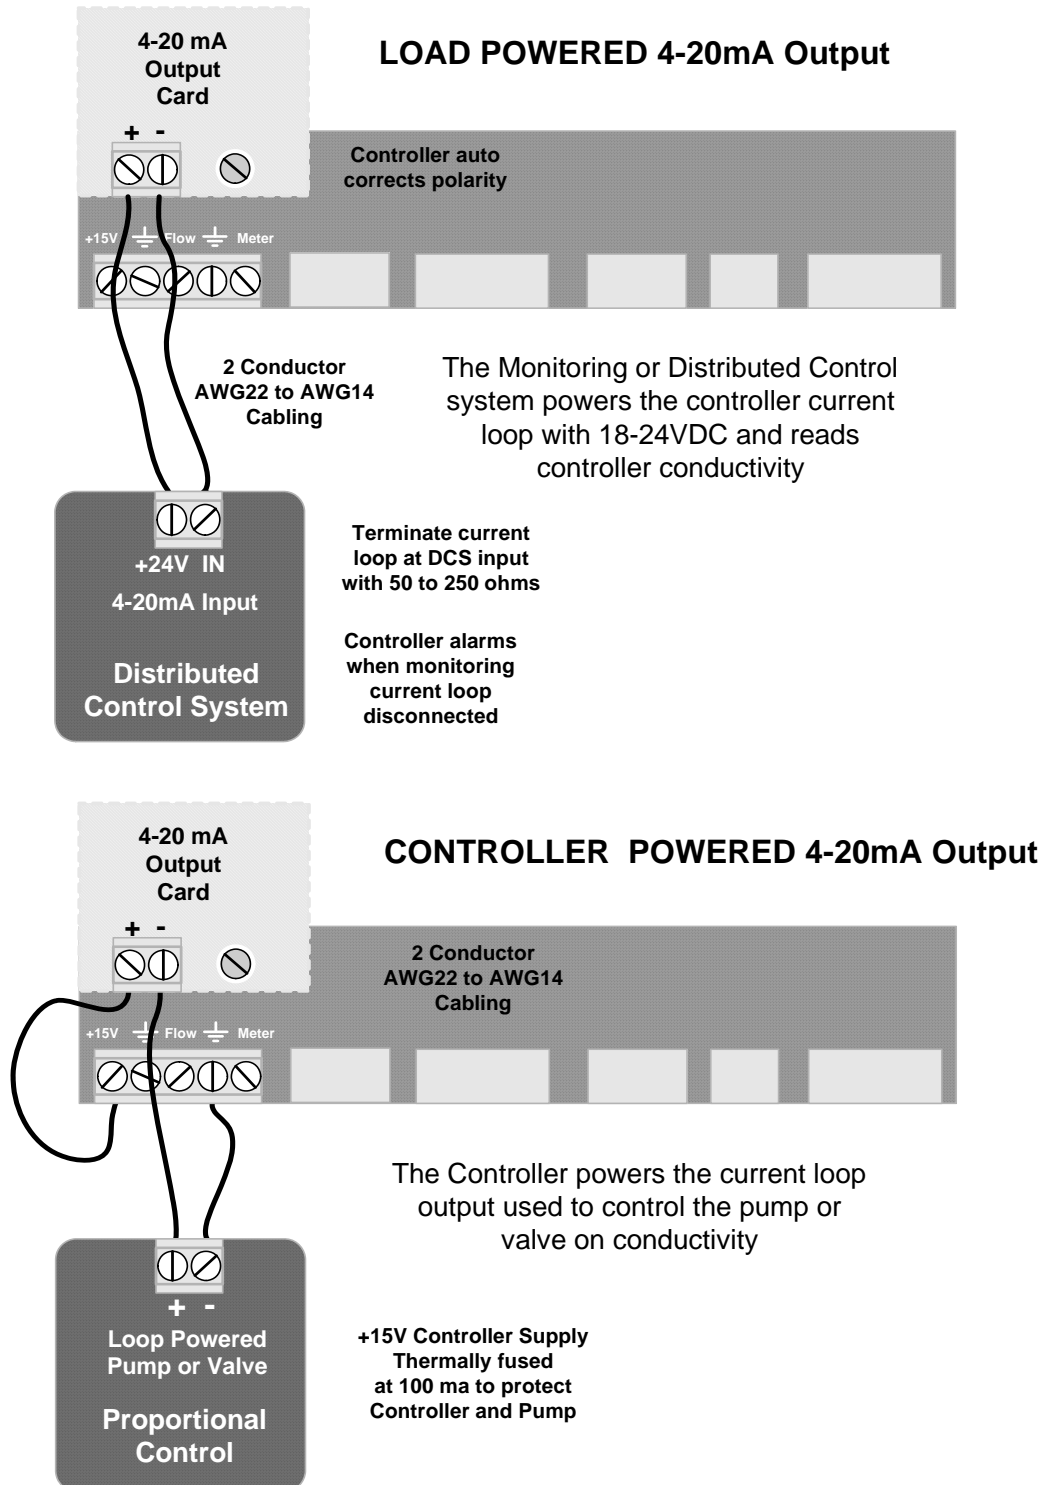 4-20 mA
Output
Card
LOAD POWERED 4-20mA Output
+ -
Controller auto
corrects polarity
+15V Flow Meter
2 Conductor
AWG22 to AWG14
Cabling
The Monitoring or Distributed Control
system powers the controller current
loop with 18-24VDC and reads
controller conductivity
+24V IN
4-20mA Input
Distributed
Control System
Terminate current
loop at DCS input
with 50 to 250 ohms
Controller alarms
when monitoring
current loop
disconnected
4-20 mA
Output
Card
CONTROLLER POWERED 4-20mA Output
+ -
2 Conductor
AWG22 to AWG14
Cabling
+15V Flow Meter
The Controller powers the current loop
output used to control the pump or
valve on conductivity
+ -
Loop Powered
Pump or Valve
Proportional
Control
+15V Controller Supply
Thermally fused
at 100 ma to protect
Controller and Pump